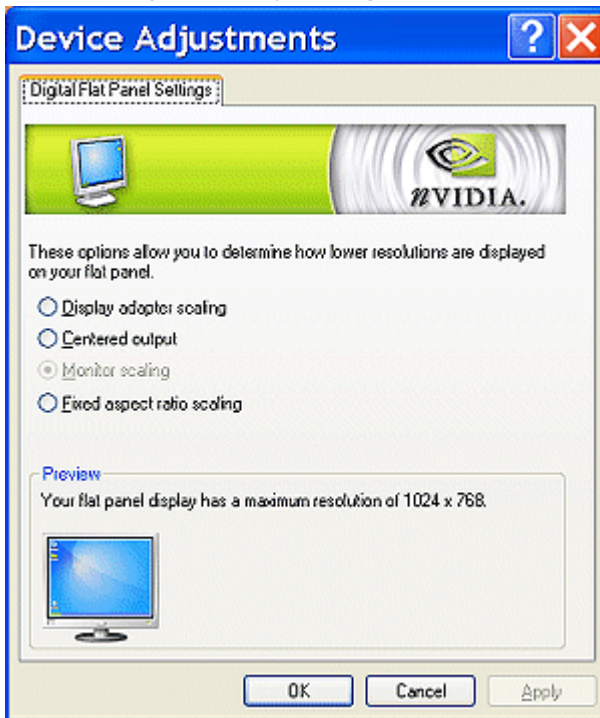 Device Adjustments
Digital Flat Panel Settings
nVIDIA.
These options allow you to determine how lower resolutions are displayed
on your flat panel.
Display adapter scaling
Centered output
Monitor scaling
Fixed aspect ratio scaling
Preview
Your flat panel display has a maximum resolution of 1024 x 768.
OK Cancel Apply